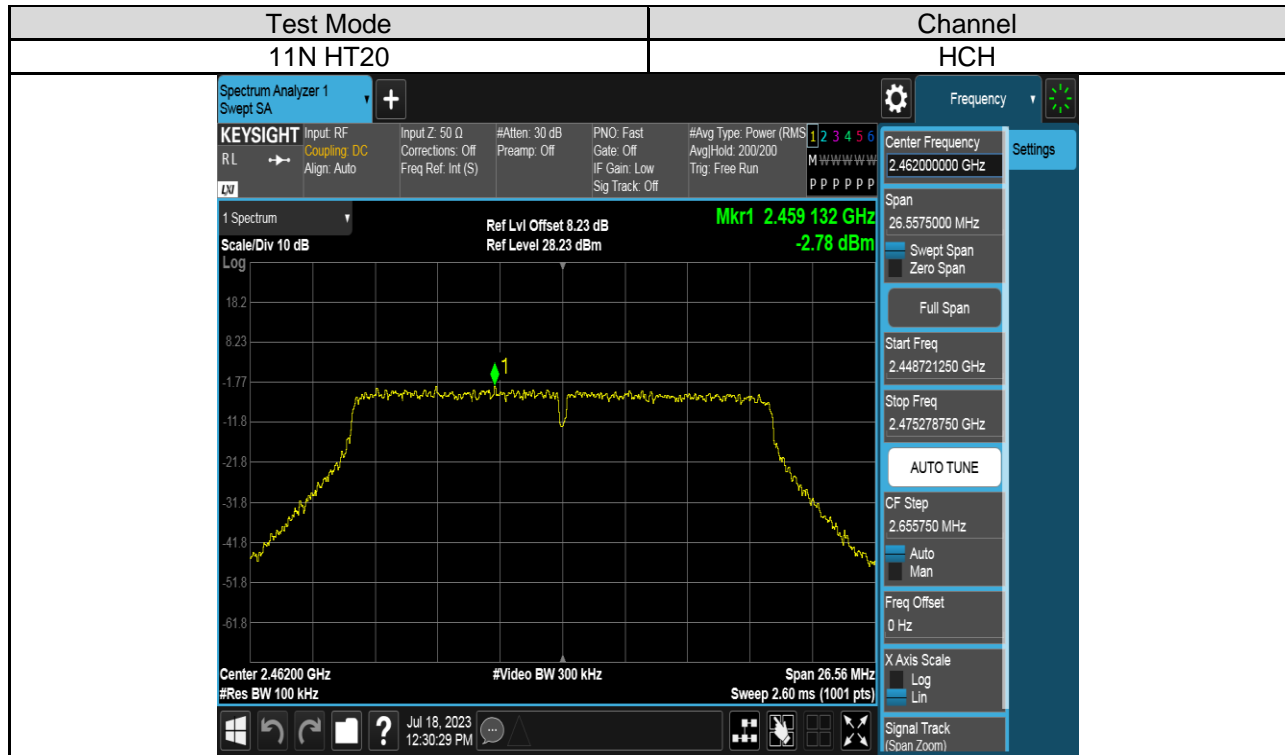 Test Mode Channel
11N HT20 HCH
Spectrum Analyzer 1
Swept SA
+
Frequency
KEYSIGHT
RL
LXI
Input: RF
Coupling: DC
Align: Auto
Input Z: 50 Ω
Corrections: Off
Freq Ref: Int (S)
#Atten: 30 dB
Preamp: Off
PNO: Fast
Gate: Off
IF Gain: Low
Sig Track: Off
#Avg Type: Power (RMS
Avg|Hold: 200/200
Trig: Free Run
1 2 3 4 5 6
M W W W W W
P P P P P P
1 Spectrum
Scale/Div 10 dB
Ref Lvl Offset 8.23 dB
Ref Level 28.23 dBm
Mkr1 2.459 132 GHz
-2.78 dBm
Log
18.2
8.23
-1.77
-11.8
-21.8
-31.8
-41.8
-51.8
-61.8
1
Center 2.46200 GHz
#Res BW 100 kHz
#Video BW 300 kHz
Span 26.56 MHz
Sweep 2.60 ms (1001 pts)
?
Jul 18, 2023
12:30:29 PM
Center Frequency
2.462000000 GHz
Settings
Span
26.5575000 MHz
Swept Span
Zero Span
Full Span
Start Freq
2.448721250 GHz
Stop Freq
2.475278750 GHz
AUTO TUNE
CF Step
2.655750 MHz
Auto
Man
Freq Offset
0 Hz
X Axis Scale
Log
Lin
Signal Track
(Span Zoom)